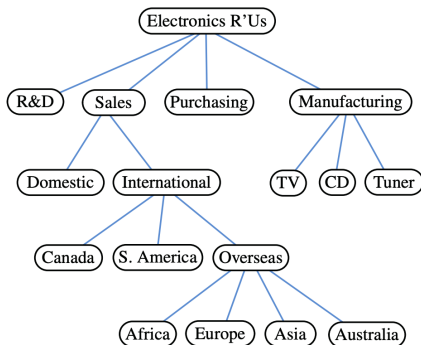 Electronics R'Us
R&D Sales Purchasing Manufacturing
Domestic International TV CD Tuner
Canada S. America Overseas
Africa Europe Asia Australia